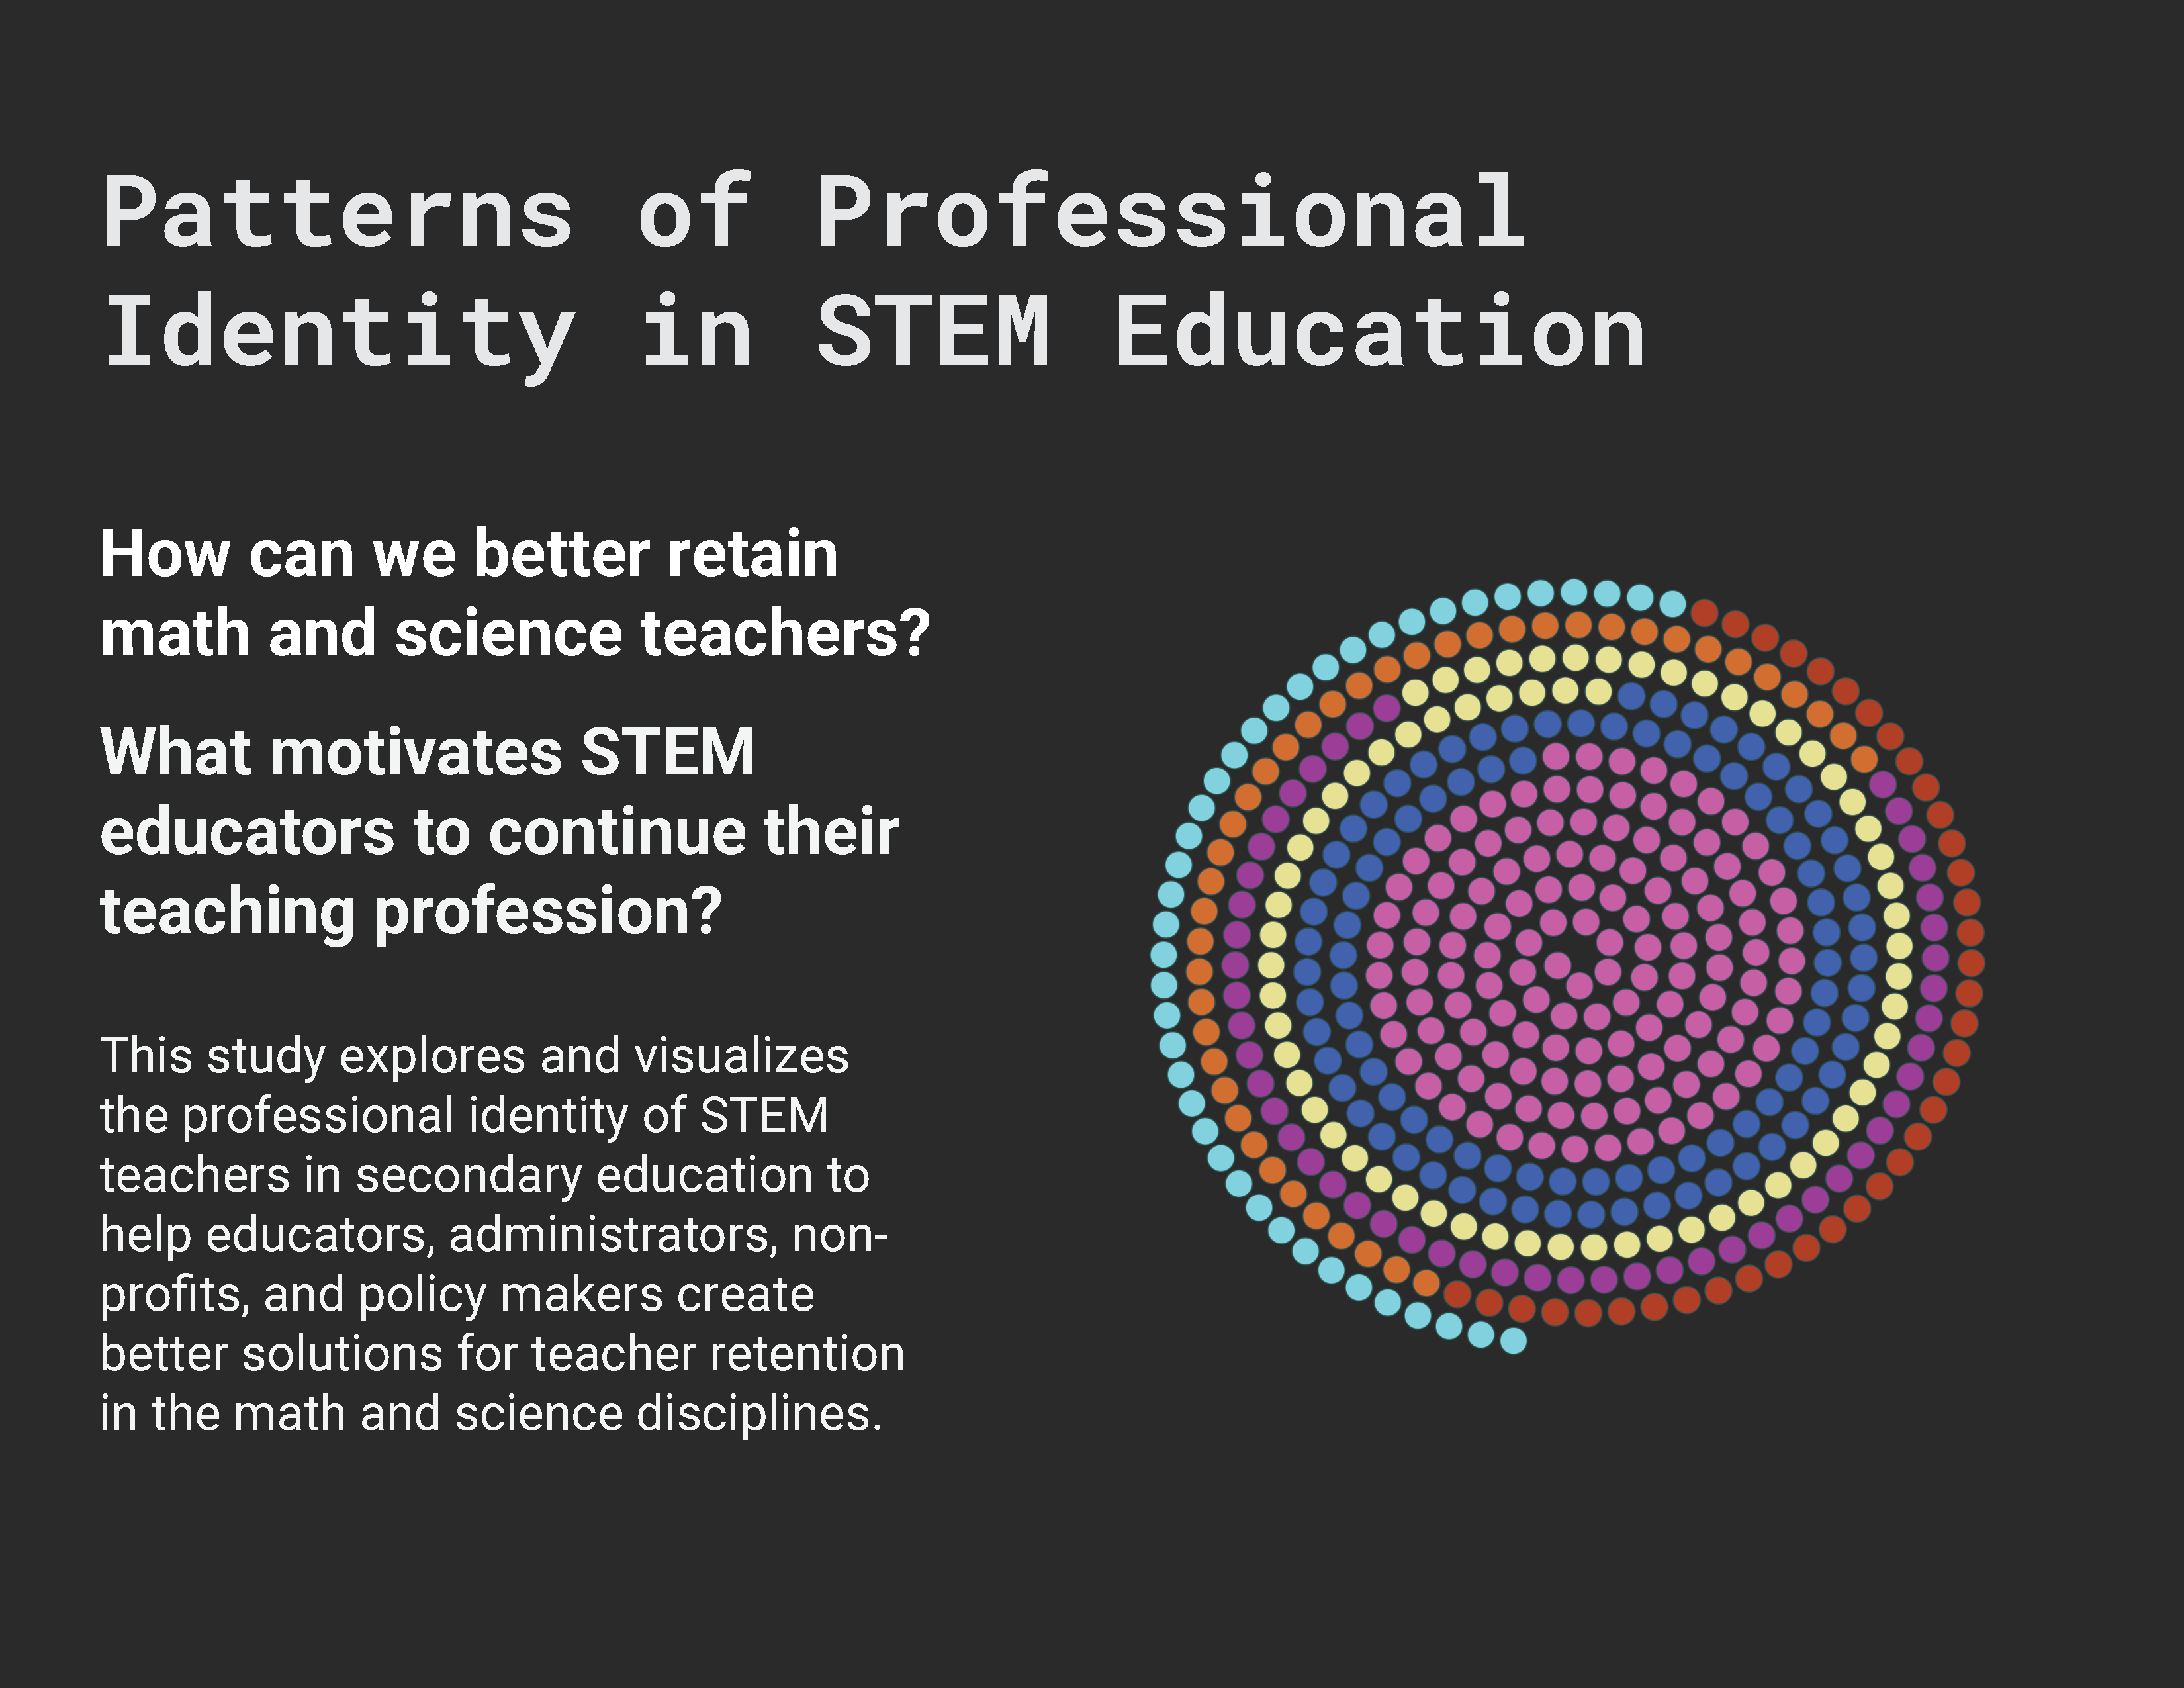 Patterns of Professional
Identity in STEM Education
How can we better retain
math and science teachers?
What motivates STEM
educators to continue their
teaching profession?
This study explores and visualizes
the professional identity of STEM
teachers in secondary education to
help educators, administrators, non-
profits, and policy makers create
better solutions for teacher retention
in the math and science disciplines.